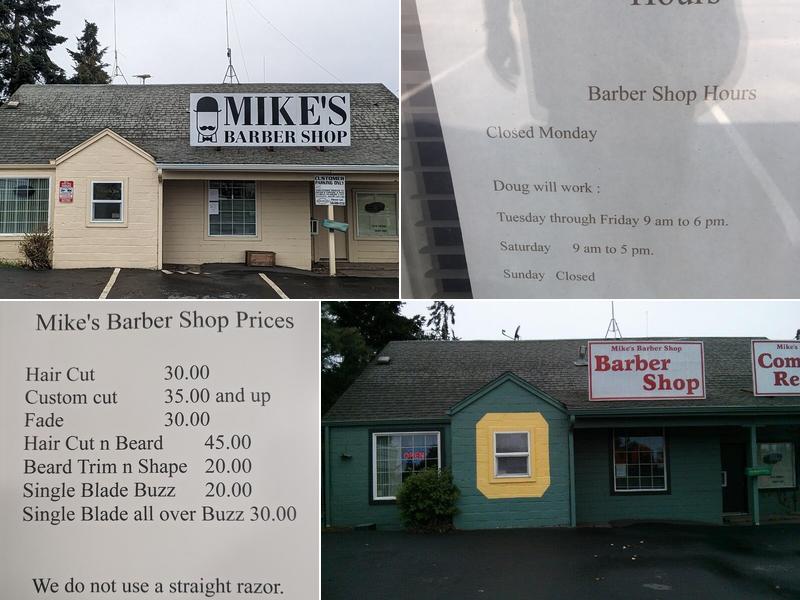 MIKE'S
BARBER SHOP
CUSTOMER
PARKING ONLY
Hours
Barber Shop Hours
Closed Monday
Doug will work :
Tuesday through Friday 9 am to 6 pm.
Saturday 9 am to 5 pm.
Sunday Closed
Mike's Barber Shop Prices
Hair Cut 30.00
Custom cut 35.00 and up
Fade 30.00
Hair Cut n Beard 45.00
Beard Trim n Shape 20.00
Single Blade Buzz 20.00
Single Blade all over Buzz 30.00
We do not use a straight razor.
Mike's Barber Shop
Barber
Shop
Mike's
Com
Re
OPEN